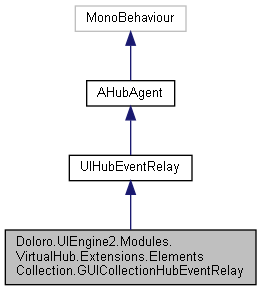 MonoBehaviour
AHubAgent
UIHubEventRelay
Doloro.UIEngine2.Modules.
VirtualHub.Extensions.Elements
Collection.GUICollectionHubEventRelay